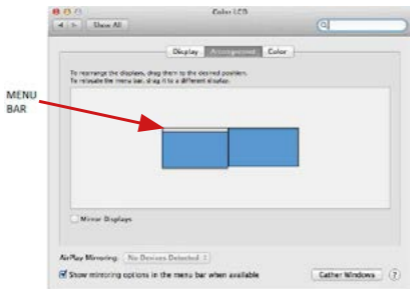 Color LCD
Show All
Display Arrangement Color
To rearrange the displays, drag them to the desired position.
To relocate the menu bar, drag it to a different display.
MENU
BAR
Mirror Displays
AirPlay Mirroring: No Devices Detected
Show mirroring options in the menu bar when available
Gather Windows ?